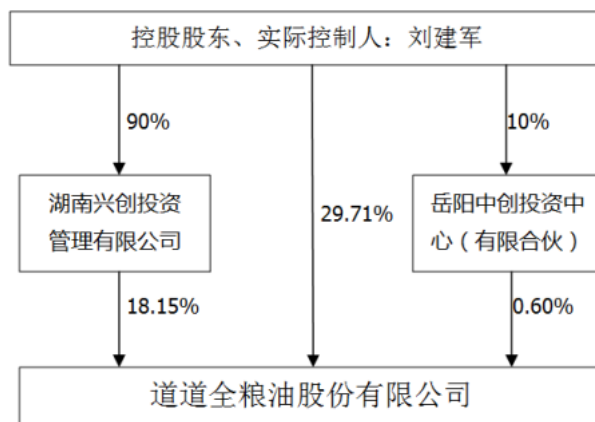 控股股东、实际控制人：刘建军
90%
10%
湖南兴创投资
管理有限公司
29.71%
岳阳中创投资中
心（有限合伙）
18.15%
0.60%
道道全粮油股份有限公司